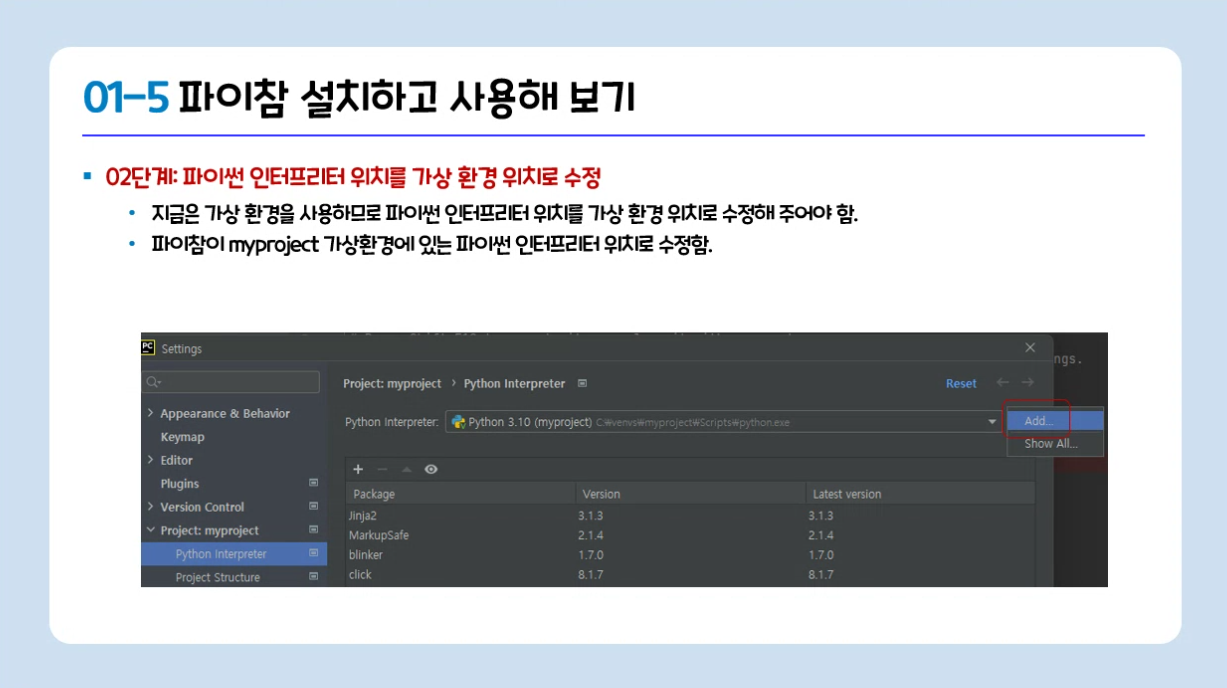 01-5 파이참 설치하고 사용해 보기
02단계: 파이썬 인터프리터 위치를 가상 환경 위치로 수정
지금은 가상 환경을 사용하므로 파이썬 인터프리터 위치를 가상 환경 위치로 수정해 주어야 함.
파이참이 myproject 가상환경에 있는 파이썬 인터프리터 위치로 수정함.
PC Settings
ngs.
Project: myproject › Python Interpreter
Reset
Appearance & Behavior
Keymap
Editor
Plugins
Version Control
Project: myproject
Python Interpreter
Project Structure
Python Interpreter: Python 3.10 (myproject) C:₩venvs₩myproject₩Scripts₩python.exe
Add...
Show All...
Package Version Latest version
Jinja2 3.1.3 3.1.3
MarkupSafe 2.1.4 2.1.4
blinker 1.7.0 1.7.0
click 8.1.7 8.1.7